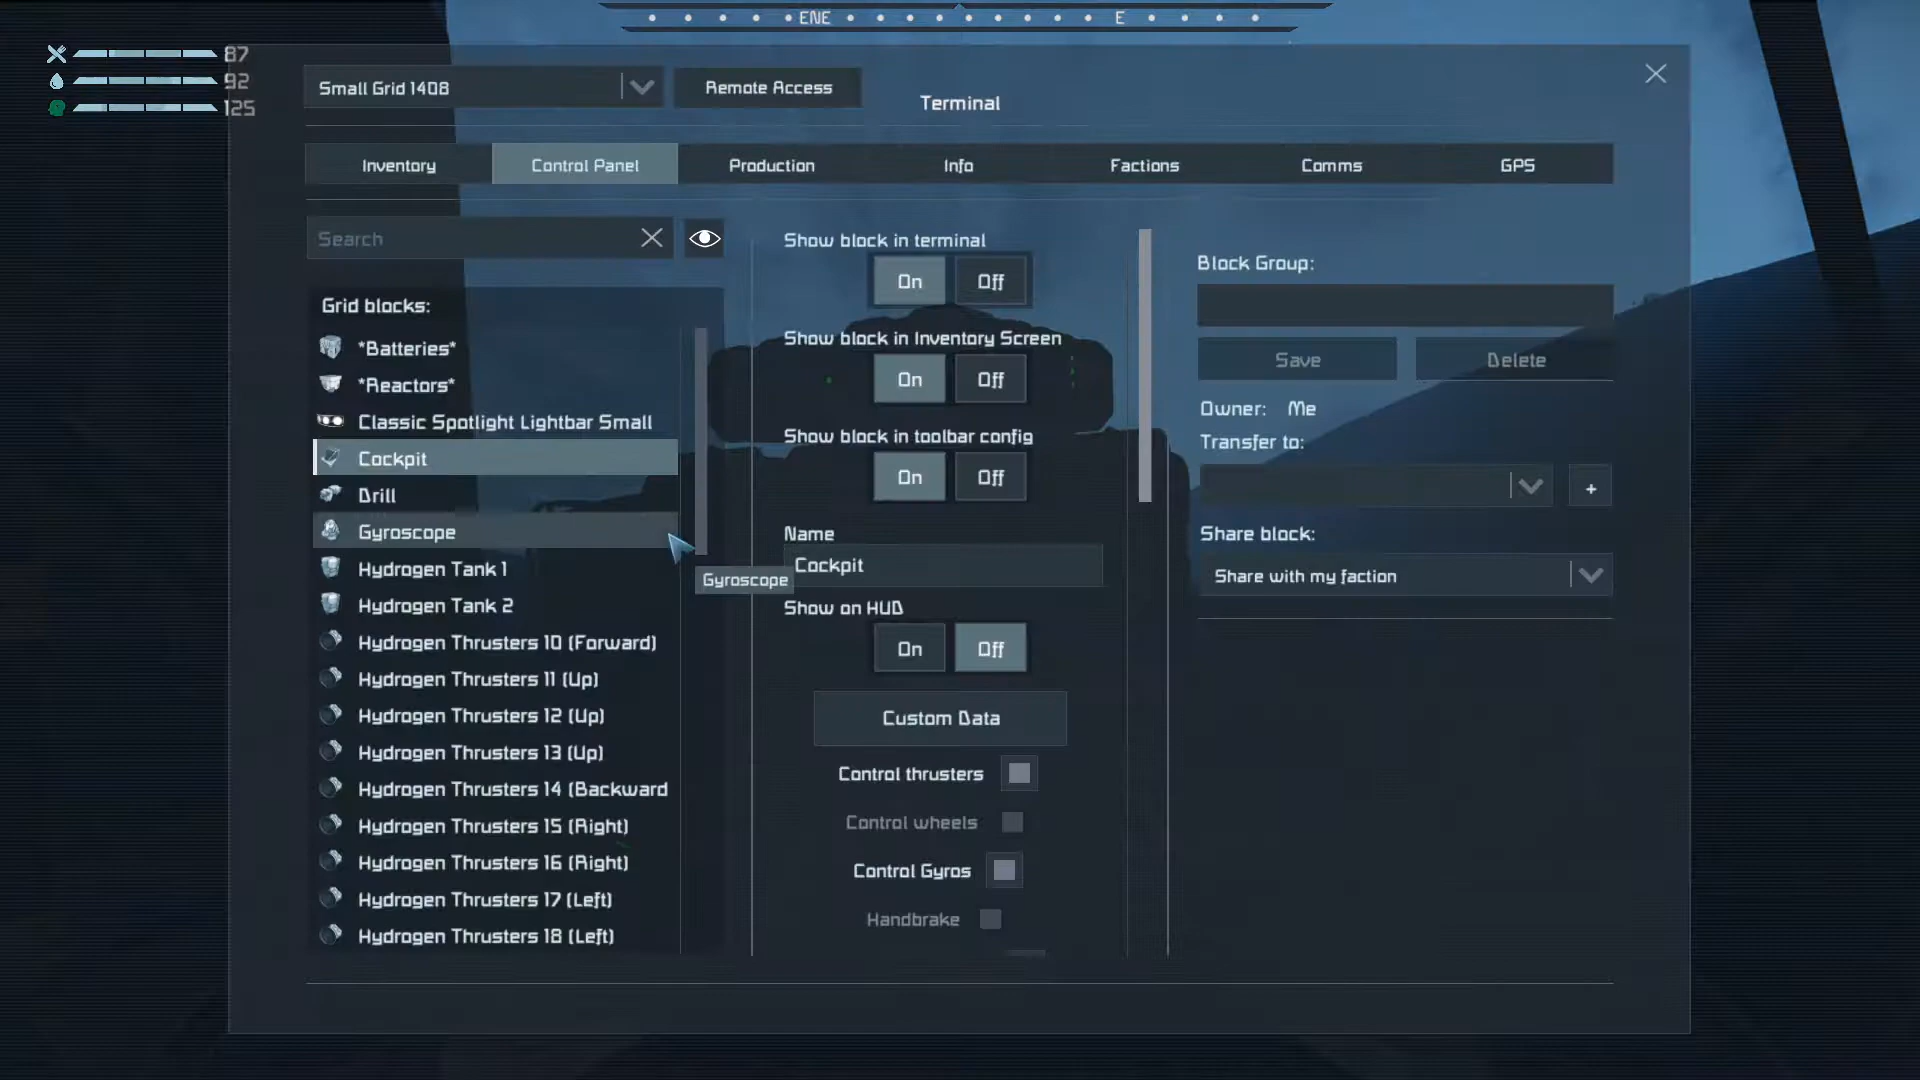 ENE E
87
92
125
Small Grid 1408 Remote Access
Terminal
Inventory Control Panel Production Info Factions Comms GPS
Search
Grid blocks:
*Batteries*
*Reactors*
Classic Spotlight Lightbar Small
Cockpit
Drill
Gyroscope
Hydrogen Tank 1
Hydrogen Tank 2
Hydrogen Thrusters 10 (Forward)
Hydrogen Thrusters 11 (Up)
Hydrogen Thrusters 12 (Up)
Hydrogen Thrusters 13 (Up)
Hydrogen Thrusters 14 (Backward
Hydrogen Thrusters 15 (Right)
Hydrogen Thrusters 16 (Right)
Hydrogen Thrusters 17 (Left)
Hydrogen Thrusters 18 (Left)
Gyroscope
Show block in terminal
On Off
Show block in Inventory Screen
On Off
Show block in toolbar config
On Off
Name
Cockpit
Show on HUD
On Off
Custom Data
Control thrusters
Control wheels
Control Gyros
Handbrake
Block Group:
Save Delete
Owner: Me
Transfer to:
+
Share block:
Share with my faction